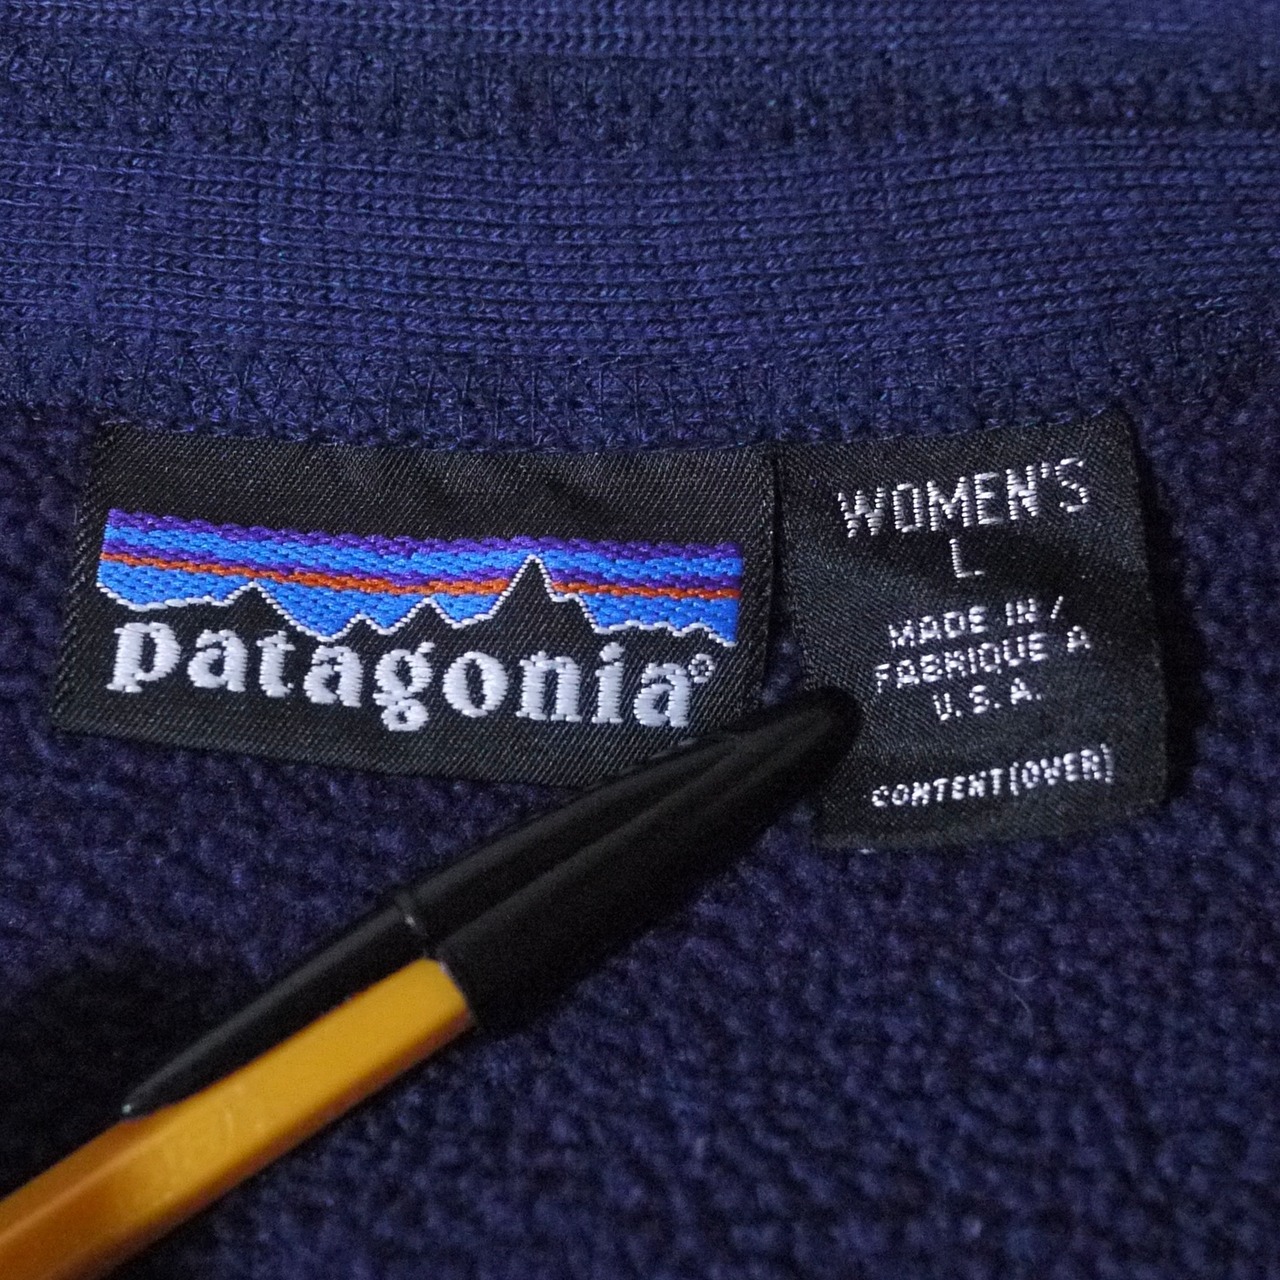 patagonia®
WOMEN'S
L
MADE IN/
FABRIQUE A
U.S.A.
CONTENT(OVER)